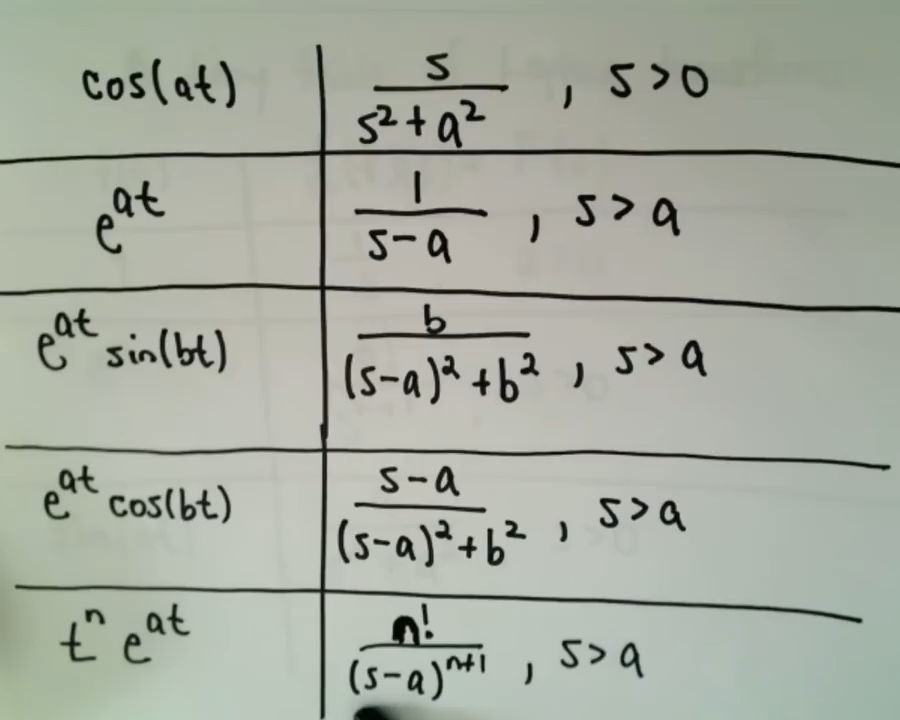 cos(at) | s/(s²+a²) , s>0
e^{at} | 1/(s-a) , s>a
e^{at} sin(bt) | b/((s-a)²+b²) , s>a
e^{at} cos(bt) | (s-a)/((s-a)²+b²) , s>a
t^n e^{at} | n!/(s-a)^{n+1} , s>a